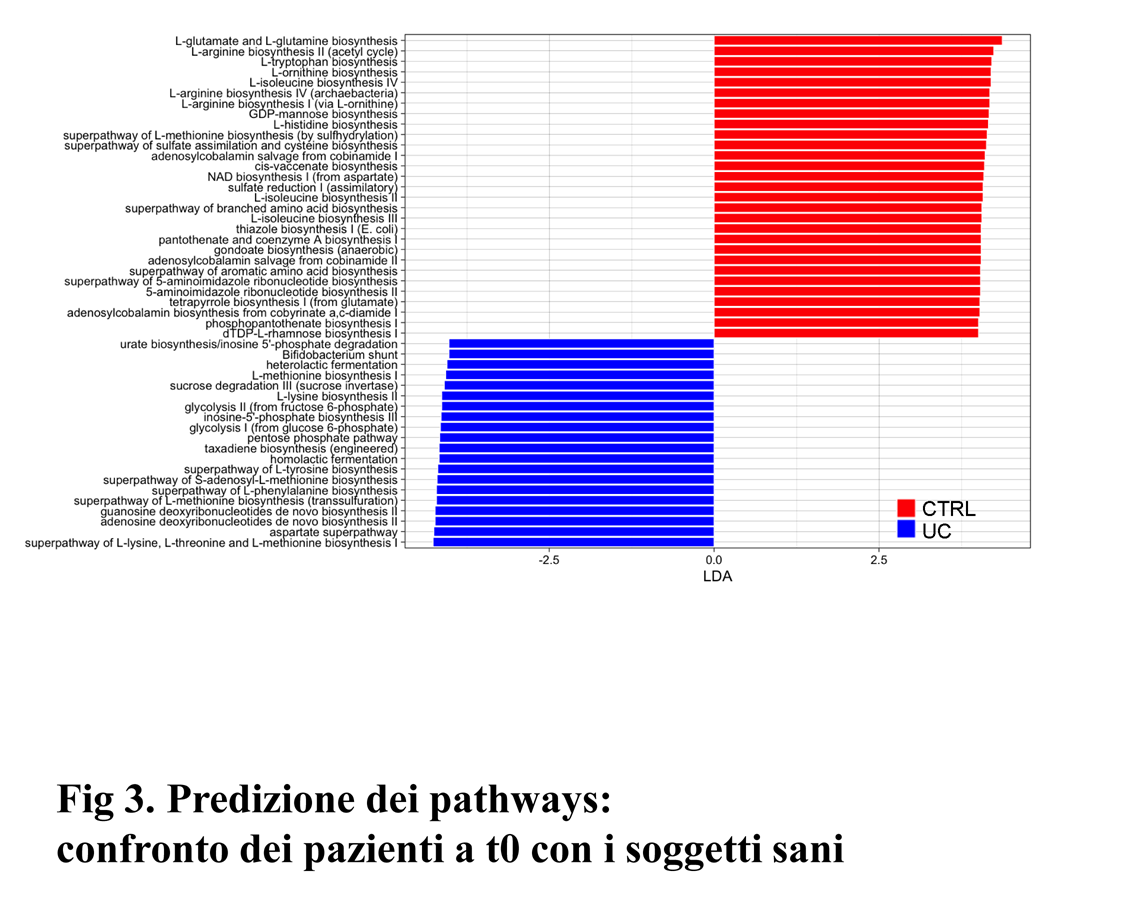 L-glutamate and L-glutamine biosynthesis
L-arginine biosynthesis II (acetyl cycle)
L-tryptophan biosynthesis
L-ornithine biosynthesis
L-isoleucine biosynthesis IV
L-arginine biosynthesis IV (archaebacteria)
L-arginine biosynthesis I (via L-ornithine)
GDP-mannose biosynthesis
L-histidine biosynthesis
superpathway of L-methionine biosynthesis (by sulfhydrylation)
superpathway of sulfate assimilation and cysteine biosynthesis
adenosylcobalamin salvage from cobinamide I
cis-vaccenate biosynthesis
NAD biosynthesis I (from aspartate)
sulfate reduction I (assimilatory)
L-isoleucine biosynthesis II
superpathway of branched amino acid biosynthesis
L-isoleucine biosynthesis III
thiazole biosynthesis I (E. coli)
pantothenate and coenzyme A biosynthesis I
gondoate biosynthesis (anaerobic)
adenosylcobalamin salvage from cobinamide II
superpathway of aromatic amino acid biosynthesis
superpathway of 5-aminoimidazole ribonucleotide biosynthesis
5-aminoimidazole ribonucleotide biosynthesis II
tetrapyrrole biosynthesis I (from glutamate)
adenosylcobalamin biosynthesis from cobyrinate a,c-diamide I
phosphopantothenate biosynthesis I
dTDP-L-rhamnose biosynthesis I
urate biosynthesis/inosine 5'-phosphate degradation
Bifidobacterium shunt
heterolactic fermentation
L-methionine biosynthesis I
sucrose degradation III (sucrose invertase)
L-lysine biosynthesis II
glycolysis II (from fructose 6-phosphate)
inosine-5'-phosphate biosynthesis III
glycolysis I (from glucose 6-phosphate)
pentose phosphate pathway
taxadiene biosynthesis (engineered)
homolactic fermentation
superpathway of L-tyrosine biosynthesis
superpathway of S-adenosyl-L-methionine biosynthesis
superpathway of L-phenylalanine biosynthesis
superpathway of L-methionine biosynthesis (transsulfuration)
guanosine deoxyribonucleotides de novo biosynthesis II
adenosine deoxyribonucleotides de novo biosynthesis II
aspartate superpathway
superpathway of L-lysine, L-threonine and L-methionine biosynthesis I
CTRL
UC
-2.5 0.0 2.5
LDA
Fig 3. Predizione dei pathways:
confronto dei pazienti a t0 con i soggetti sani